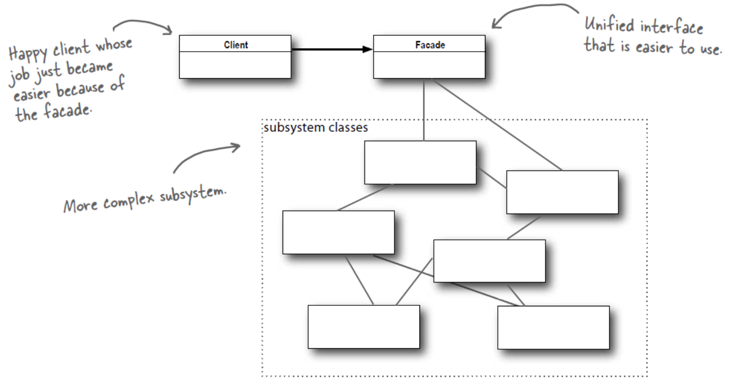 Happy client whose
job just became
easier because of
the facade.
Client
Facade
Unified interface
that is easier to use.
subsystem classes
More complex subsystem.